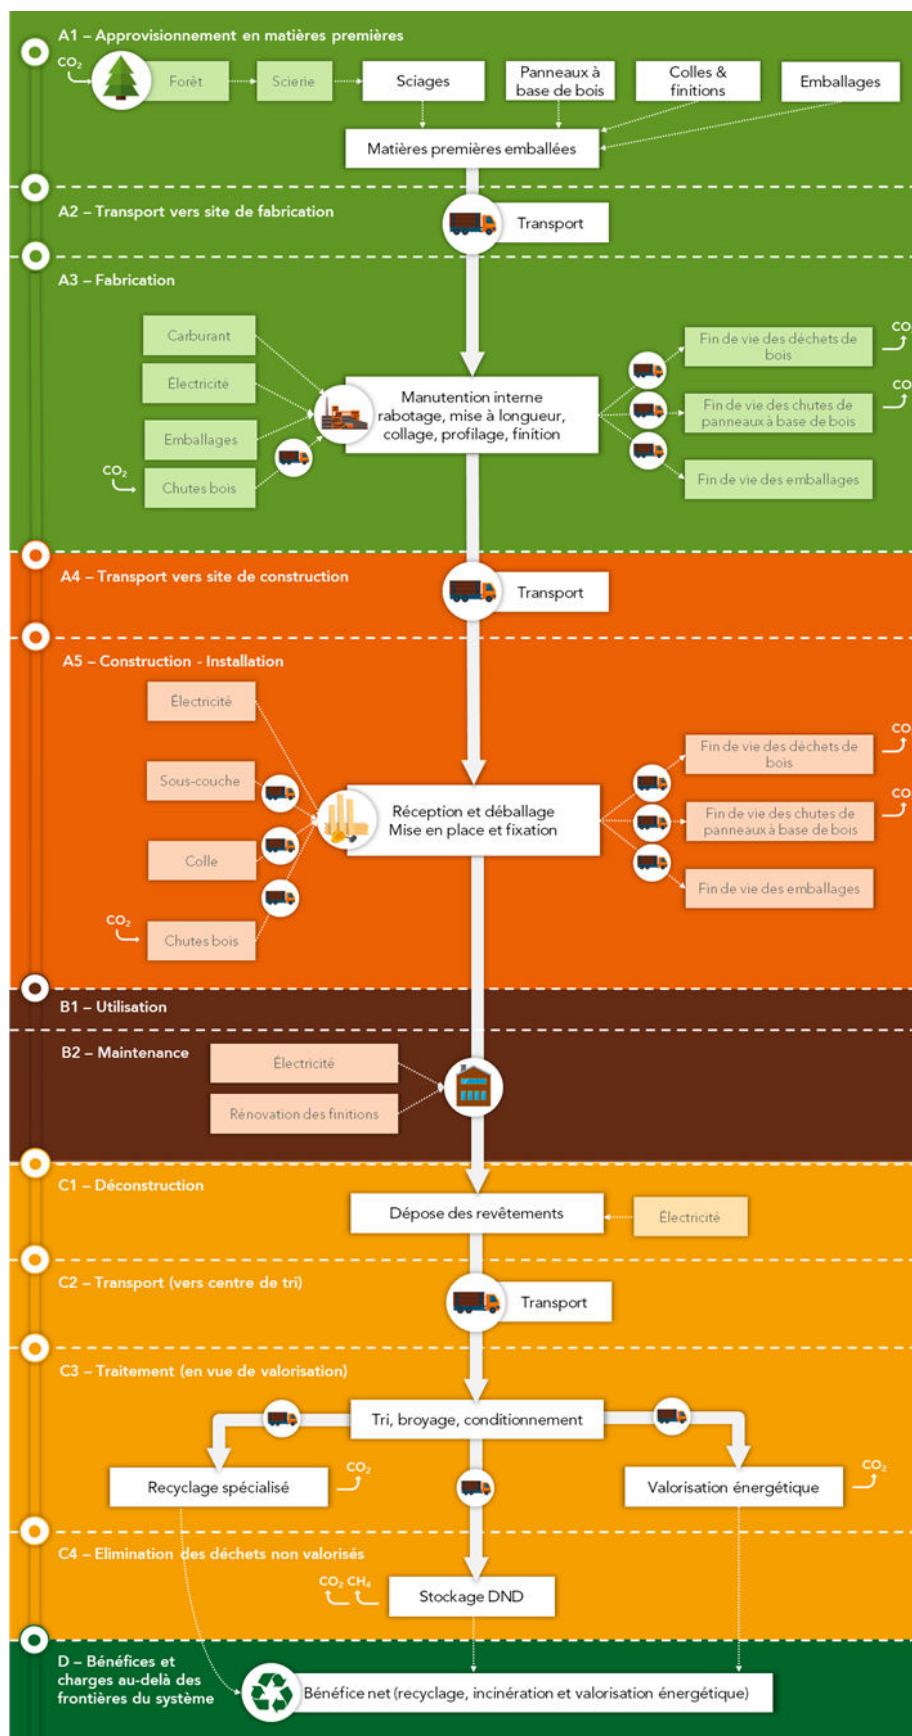 A1 – Approvisionnement en matières premières
CO₂
Forêt
Scierie
Sciages
Panneaux à
base de bois
Colles &
finitions
Emballages
Matières premières emballées
A2 – Transport vers site de fabrication
Transport
A3 – Fabrication
Carburant
Électricité
Emballages
CO₂
Chutes bois
Manutention interne
rabotage, mise à longueur,
collage, profilage, finition
Fin de vie des déchets de
bois
Fin de vie des chutes de
panneaux à base de bois
Fin de vie des emballages
A4 – Transport vers site de construction
Transport
A5 – Construction - Installation
Électricité
Sous-couche
Colle
CO₂
Chutes bois
Réception et déballage
Mise en place et fixation
Fin de vie des déchets de
bois
Fin de vie des chutes de
panneaux à base de bois
Fin de vie des emballages
B1 – Utilisation
B2 – Maintenance
Électricité
Rénovation des finitions
C1 – Déconstruction
Dépose des revêtements
Électricité
C2 – Transport (vers centre de tri)
Transport
C3 – Traitement (en vue de valorisation)
Tri, broyage, conditionnement
Recyclage spécialisé
CO₂
Valorisation énergétique
CO₂
C4 – Elimination des déchets non valorisés
CO₂ CH₄
Stockage DND
D – Bénéfices et
charges au-delà des
frontières du système
Bénéfice net (recyclage, incinération et valorisation énergétique)